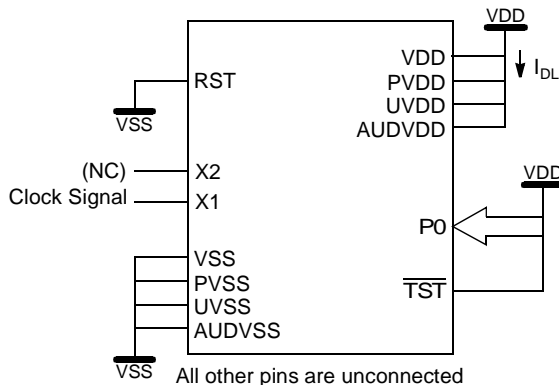 VDD
VDD
I_DL
PVDD
UVDD
AUDVDD
RST
VSS
(NC)
X2
Clock Signal
X1
VDD
P0
TST
VSS
PVSS
UVSS
AUDVSS
VSS
All other pins are unconnected